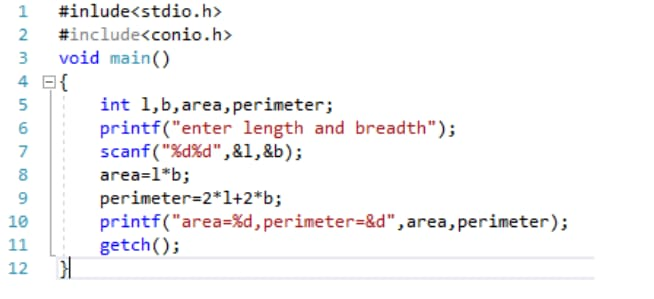 1 #inlude<stdio.h>
2 #include<conio.h>
3 void main()
4 {
5 int l,b,area,perimeter;
6 printf("enter length and breadth");
7 scanf("%d%d",&l,&b);
8 area=l*b;
9 perimeter=2*l+2*b;
10 printf("area=%d,perimeter=&d",area,perimeter);
11 getch();
12 }